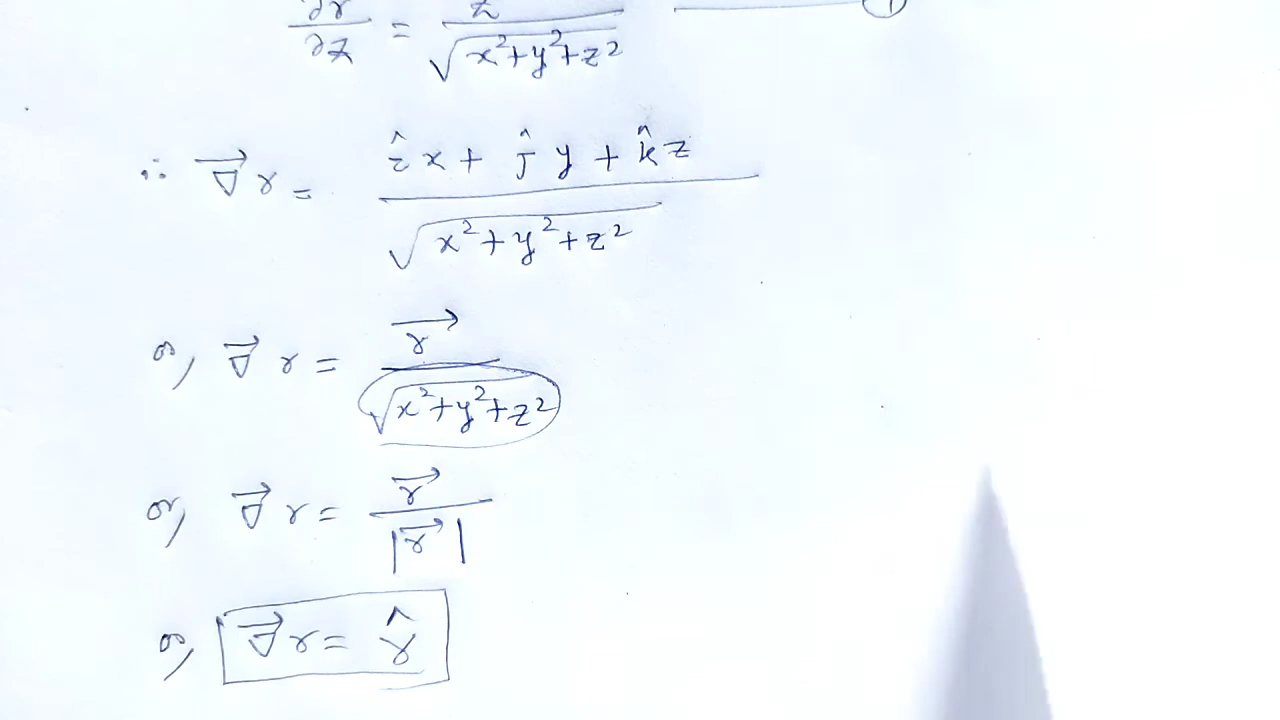 ∂r/∂z = z/√(x²+y²+z²) ——— ①
∴ ∇⃗ r = (îx + ĵy + k̂z)/√(x²+y²+z²)
or, ∇⃗ r = r⃗/√(x²+y²+z²)
or, ∇⃗ r = r⃗/|r⃗|
or, ∇⃗ r = r̂